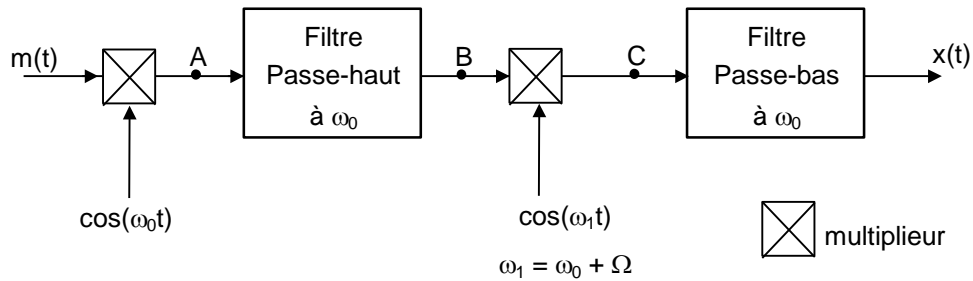 m(t)
A
Filtre
Passe-haut
à ω₀
B
C
Filtre
Passe-bas
à ω₀
x(t)
cos(ω₀t)
cos(ω₁t)
ω₁ = ω₀ + Ω
multiplieur